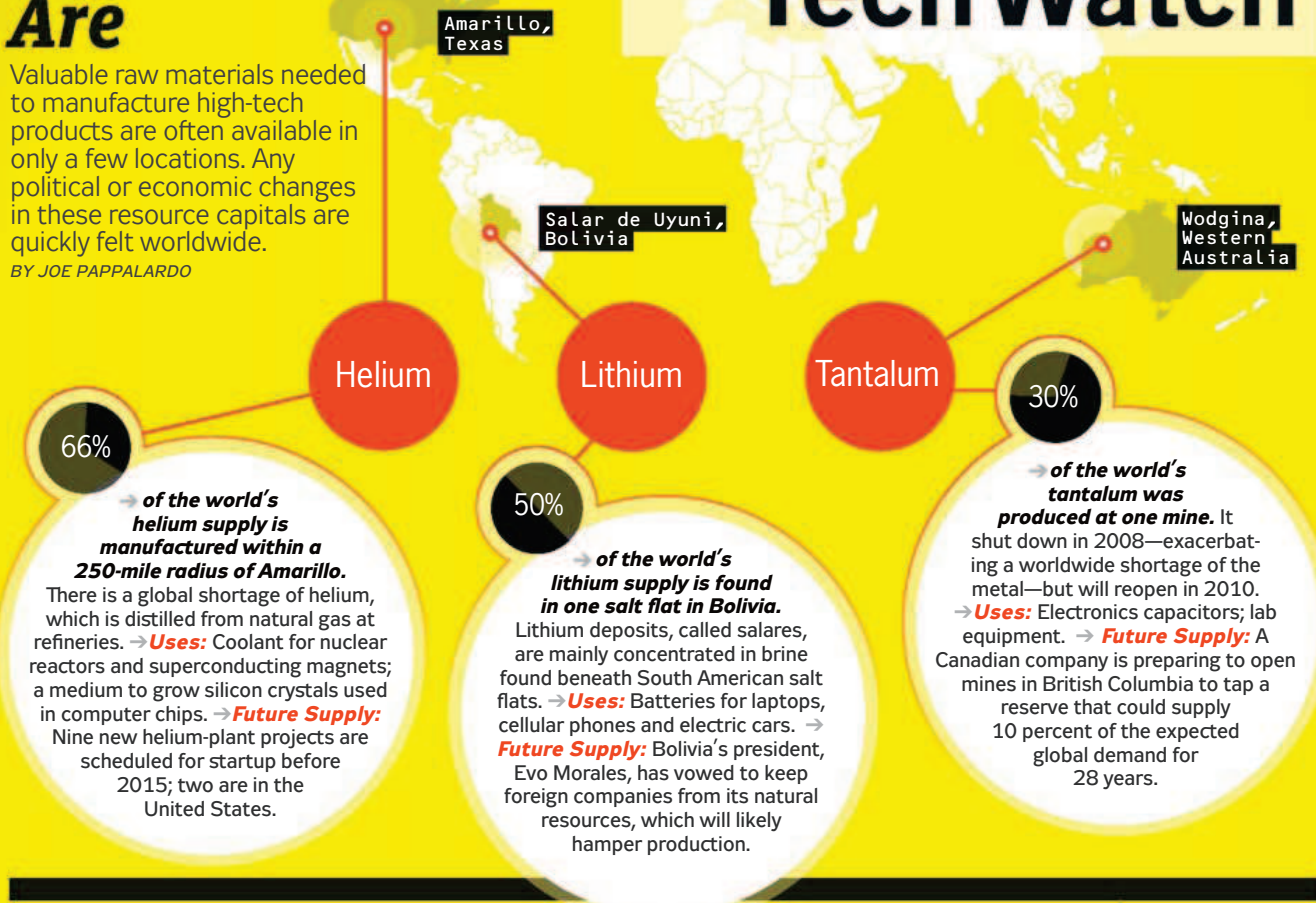 Are
TechWatch
Valuable raw materials needed
to manufacture high-tech
products are often available in
only a few locations. Any
political or economic changes
in these resource capitals are
quickly felt worldwide.
BY JOE PAPPALARDO
Amarillo,
Texas
Salar de Uyuni,
Bolivia
Wodgina,
Western
Australia
Helium
66%
→ of the world's
helium supply is
manufactured within a
250-mile radius of Amarillo.
There is a global shortage of helium,
which is distilled from natural gas at
refineries. → Uses: Coolant for nuclear
reactors and superconducting magnets;
a medium to grow silicon crystals used
in computer chips. → Future Supply:
Nine new helium-plant projects are
scheduled for startup before
2015; two are in the
United States.
Lithium
50%
→ of the world's
lithium supply is found
in one salt flat in Bolivia.
Lithium deposits, called salares,
are mainly concentrated in brine
found beneath South American salt
flats. → Uses: Batteries for laptops,
cellular phones and electric cars. →
Future Supply: Bolivia's president,
Evo Morales, has vowed to keep
foreign companies from its natural
resources, which will likely
hamper production.
Tantalum
30%
→ of the world's
tantalum was
produced at one mine. It
shut down in 2008—exacerbat-
ing a worldwide shortage of the
metal—but will reopen in 2010.
→ Uses: Electronics capacitors; lab
equipment. → Future Supply: A
Canadian company is preparing to open
mines in British Columbia to tap a
reserve that could supply
10 percent of the expected
global demand for
28 years.